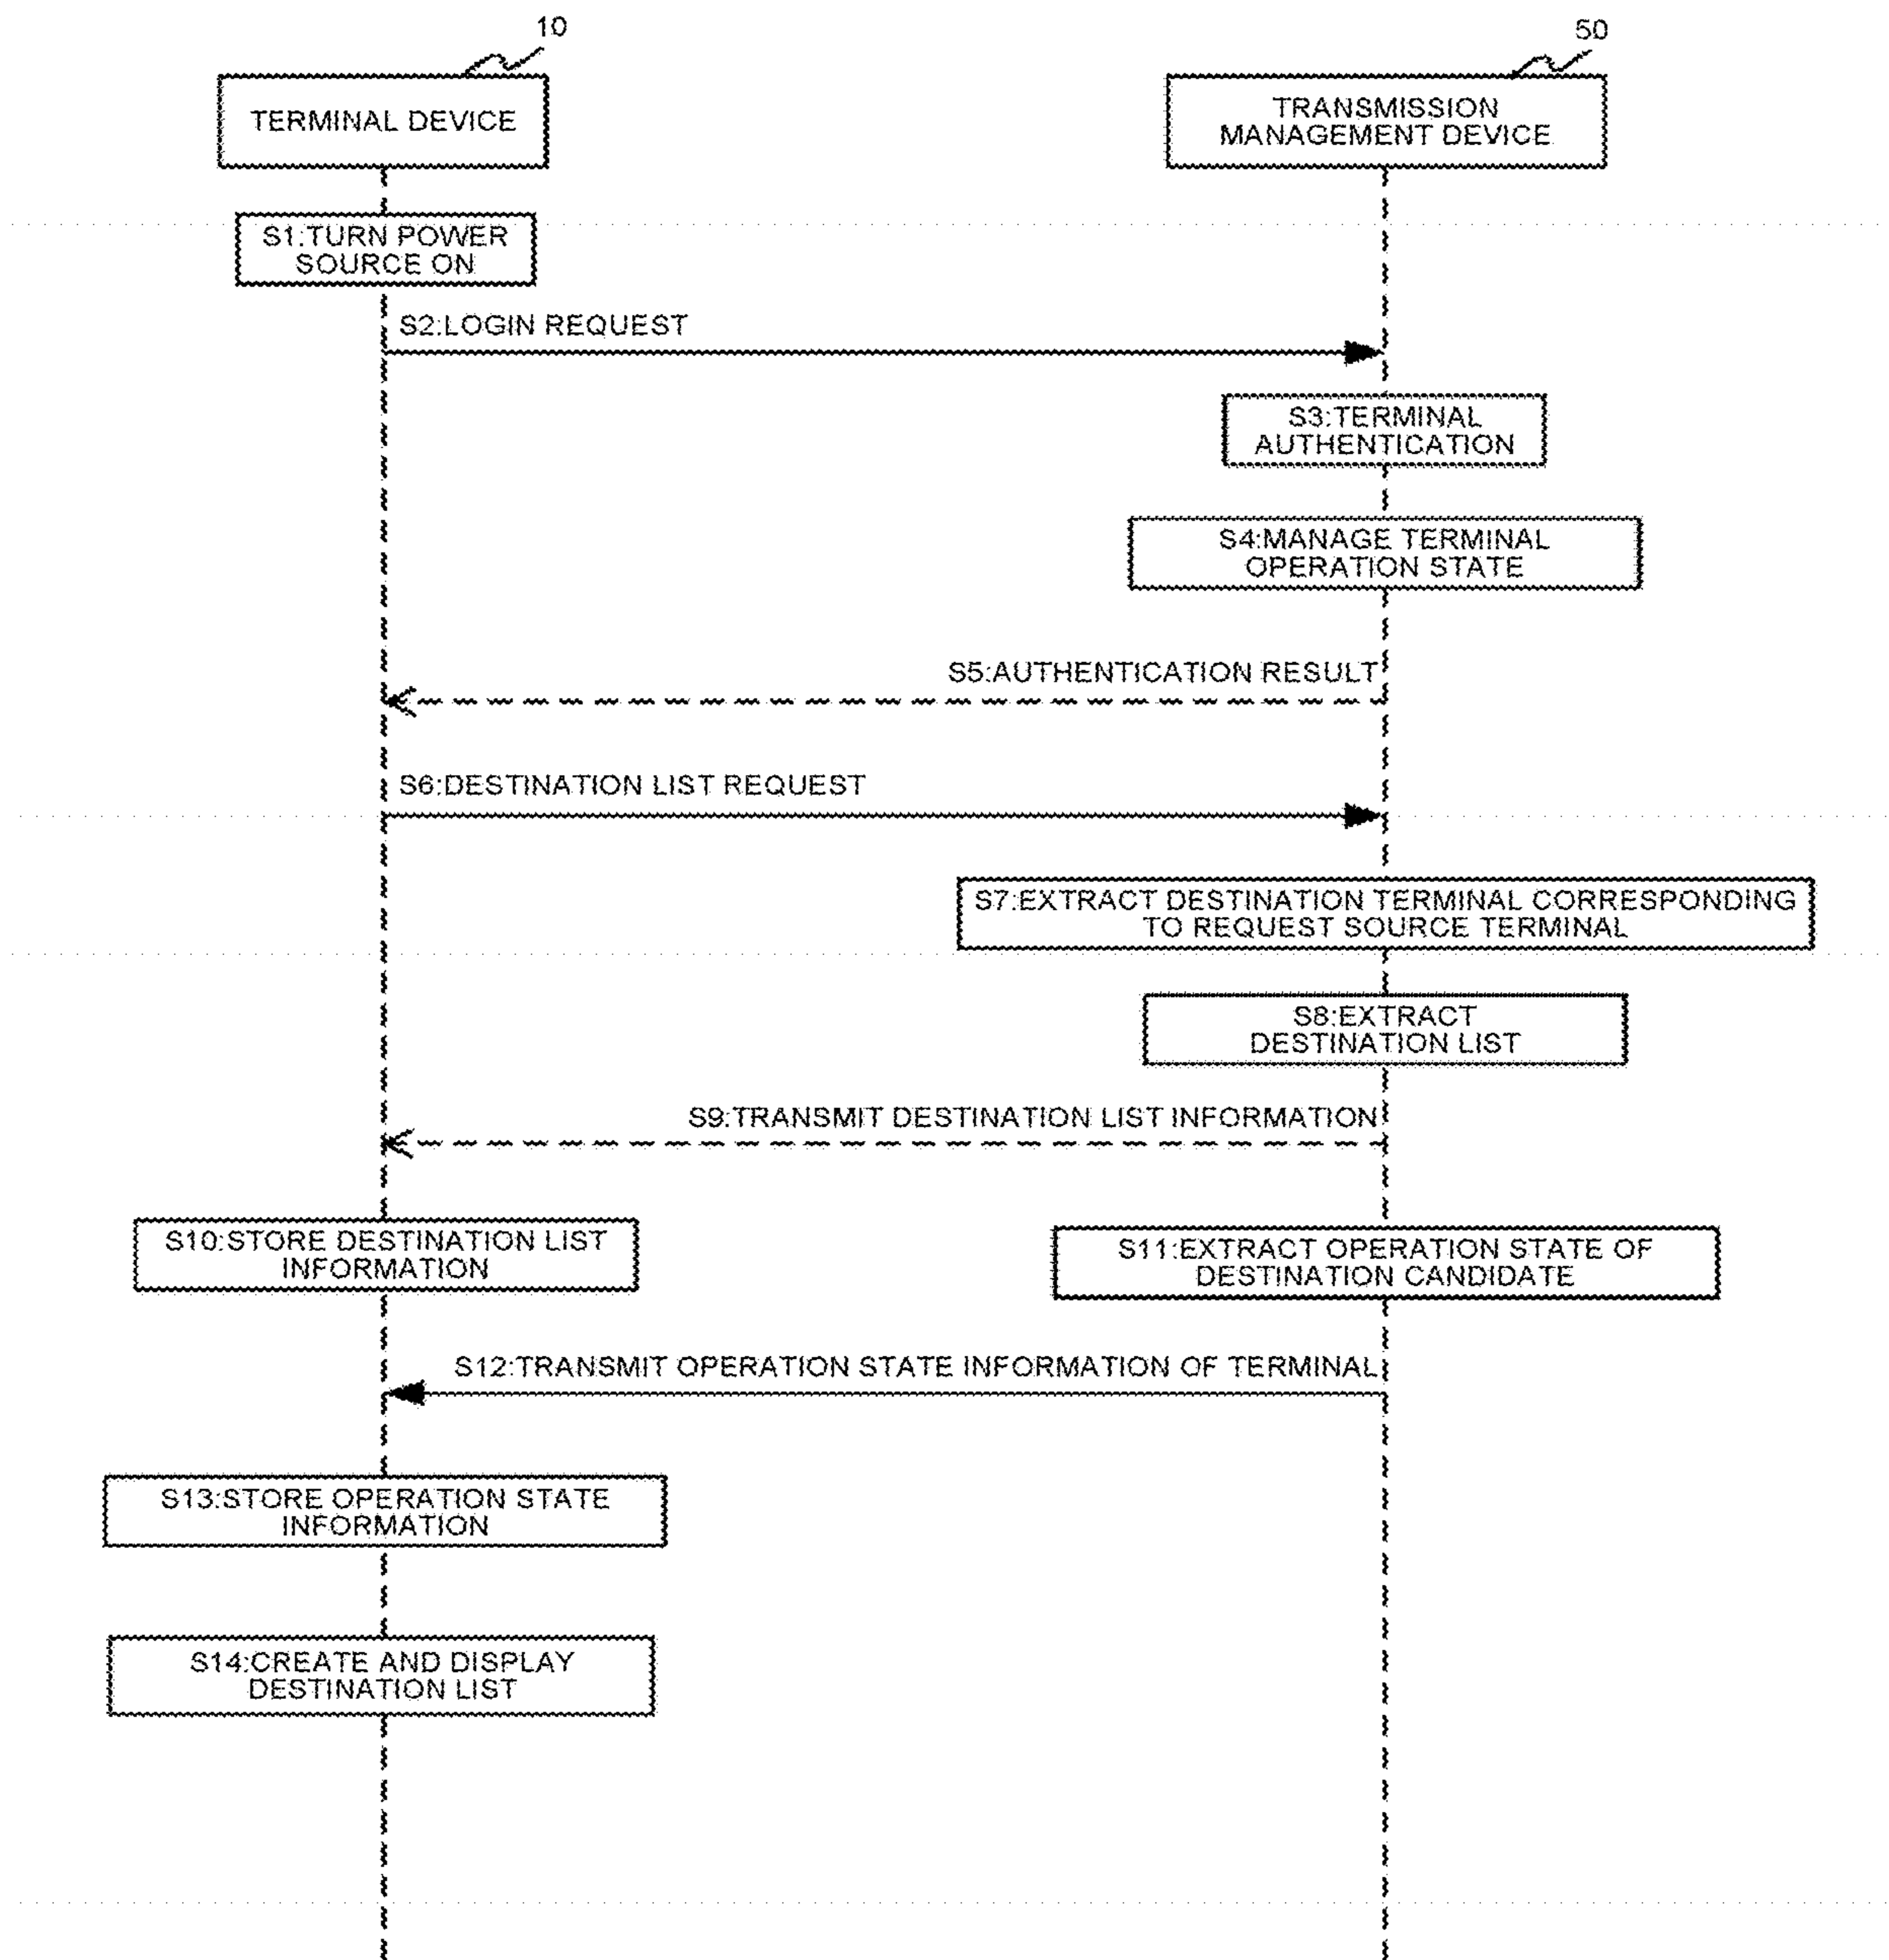 10
50
TERMINAL DEVICE
TRANSMISSION
MANAGEMENT DEVICE
S1:TURN POWER
SOURCE ON
S2:LOGIN REQUEST
S3:TERMINAL
AUTHENTICATION
S4:MANAGE TERMINAL
OPERATION STATE
S5:AUTHENTICATION RESULT
S6:DESTINATION LIST REQUEST
S7:EXTRACT DESTINATION TERMINAL CORRESPONDING
TO REQUEST SOURCE TERMINAL
S8:EXTRACT
DESTINATION LIST
S9:TRANSMIT DESTINATION LIST INFORMATION
S10:STORE DESTINATION LIST
INFORMATION
S11:EXTRACT OPERATION STATE OF
DESTINATION CANDIDATE
S12:TRANSMIT OPERATION STATE INFORMATION OF TERMINAL
S13:STORE OPERATION STATE
INFORMATION
S14:CREATE AND DISPLAY
DESTINATION LIST